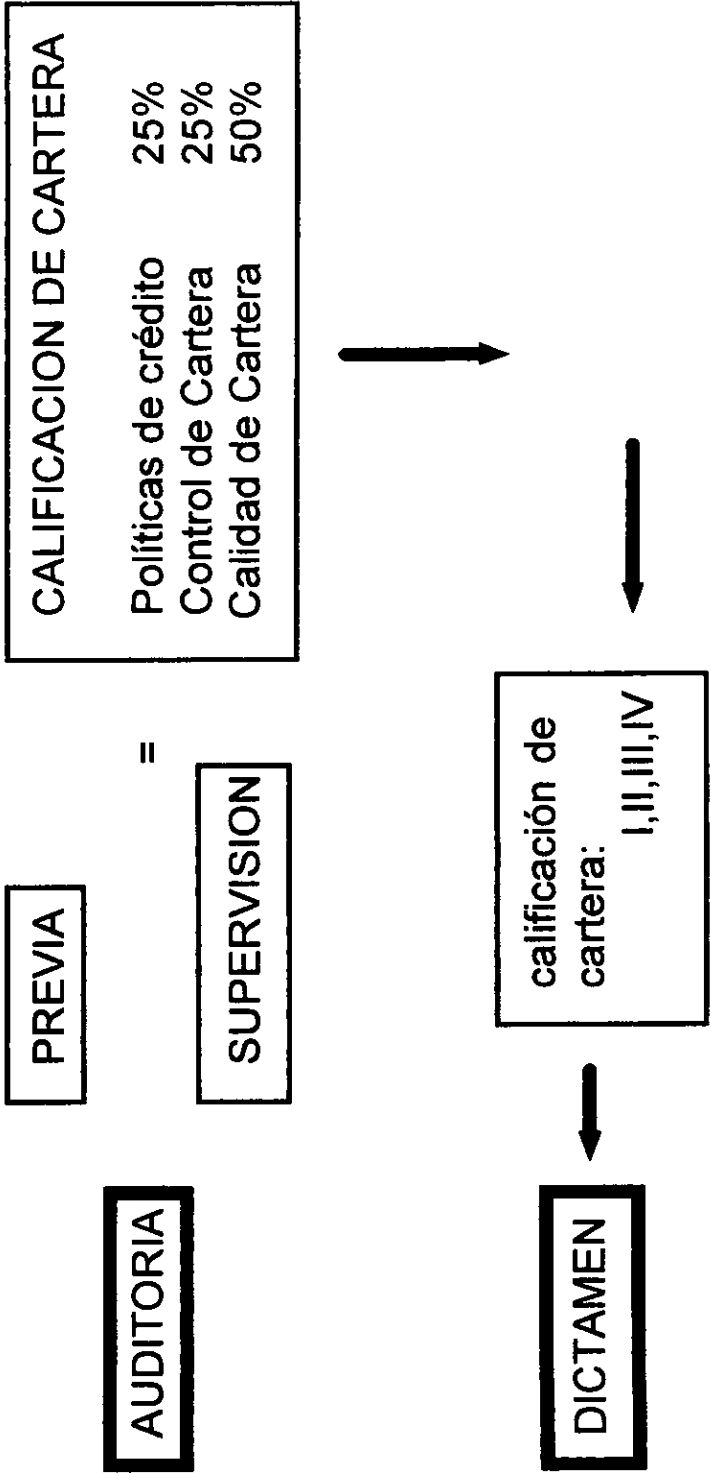 AUDITORIA
PREVIA
SUPERVISION
=
CALIFICACION DE CARTERA
Políticas de crédito 25%
Control de Cartera 25%
Calidad de Cartera 50%
DICTAMEN
calificación de
cartera:
I,II,III,IV